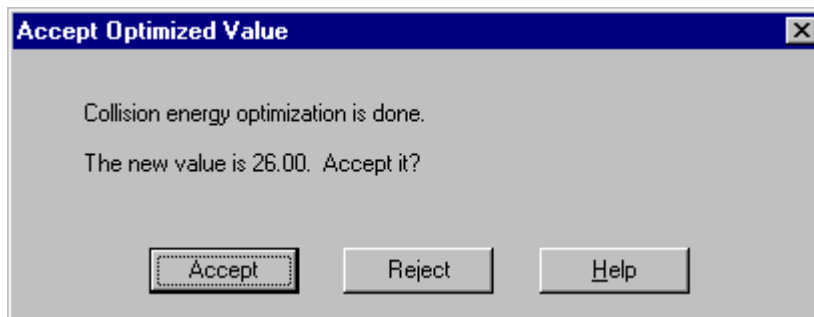 Accept Optimized Value
Collision energy optimization is done.
The new value is 26.00. Accept it?
Accept Reject Help